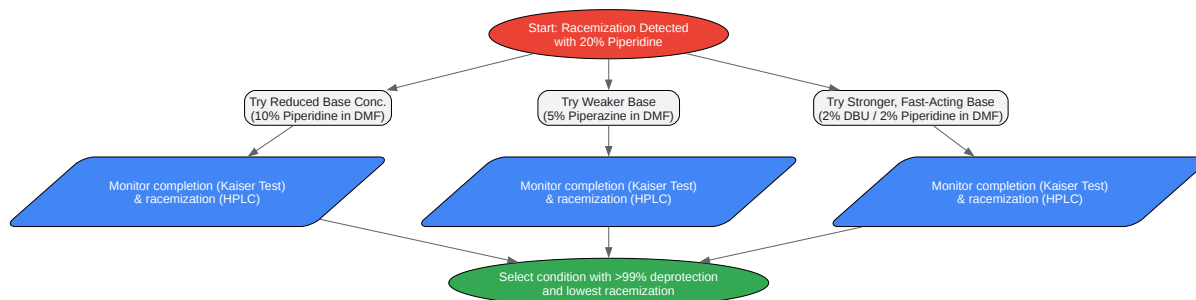 Start: Racemization Detected
with 20% Piperidine
Try Reduced Base Conc.
(10% Piperidine in DMF)
Try Weaker Base
(5% Piperazine in DMF)
Try Stronger, Fast-Acting Base
(2% DBU / 2% Piperidine in DMF)
Monitor completion (Kaiser Test)
& racemization (HPLC)
Monitor completion (Kaiser Test)
& racemization (HPLC)
Monitor completion (Kaiser Test)
& racemization (HPLC)
Select condition with >99% deprotection
and lowest racemization